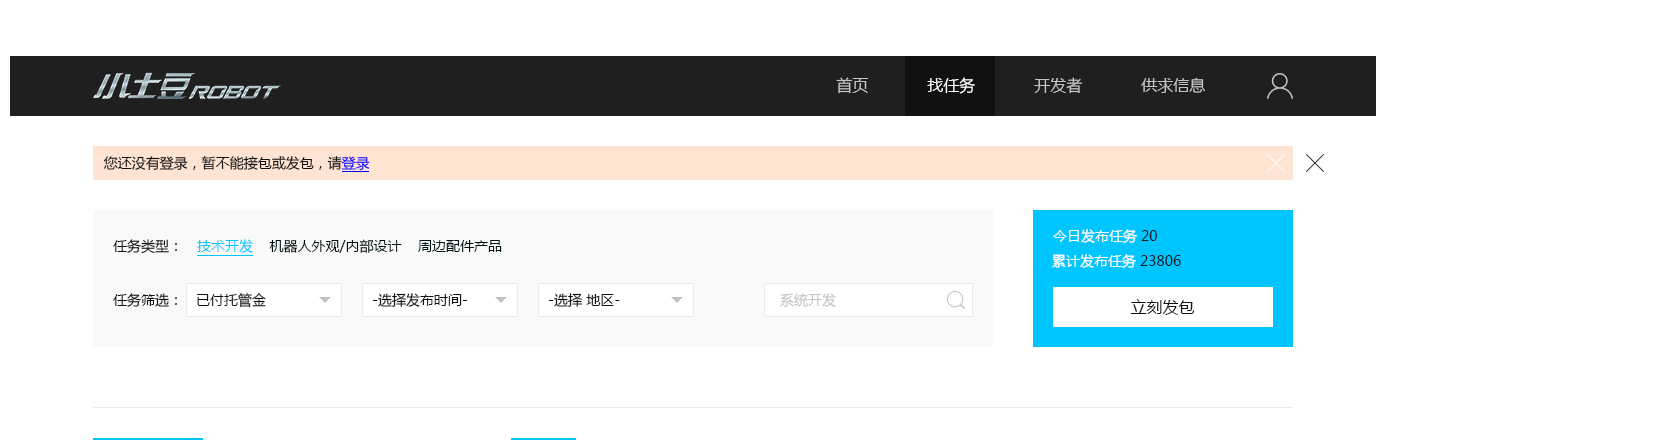 小土豆ROBOT 首页 找任务 开发者 供求信息
您还没有登录，暂不能接包或发包，请登录
任务类型： 技术开发 机器人外观/内部设计 周边配件产品
任务筛选： 已付托管金 -选择发布时间- -选择 地区- 系统开发
今日发布任务 20
累计发布任务 23806
立刻发包